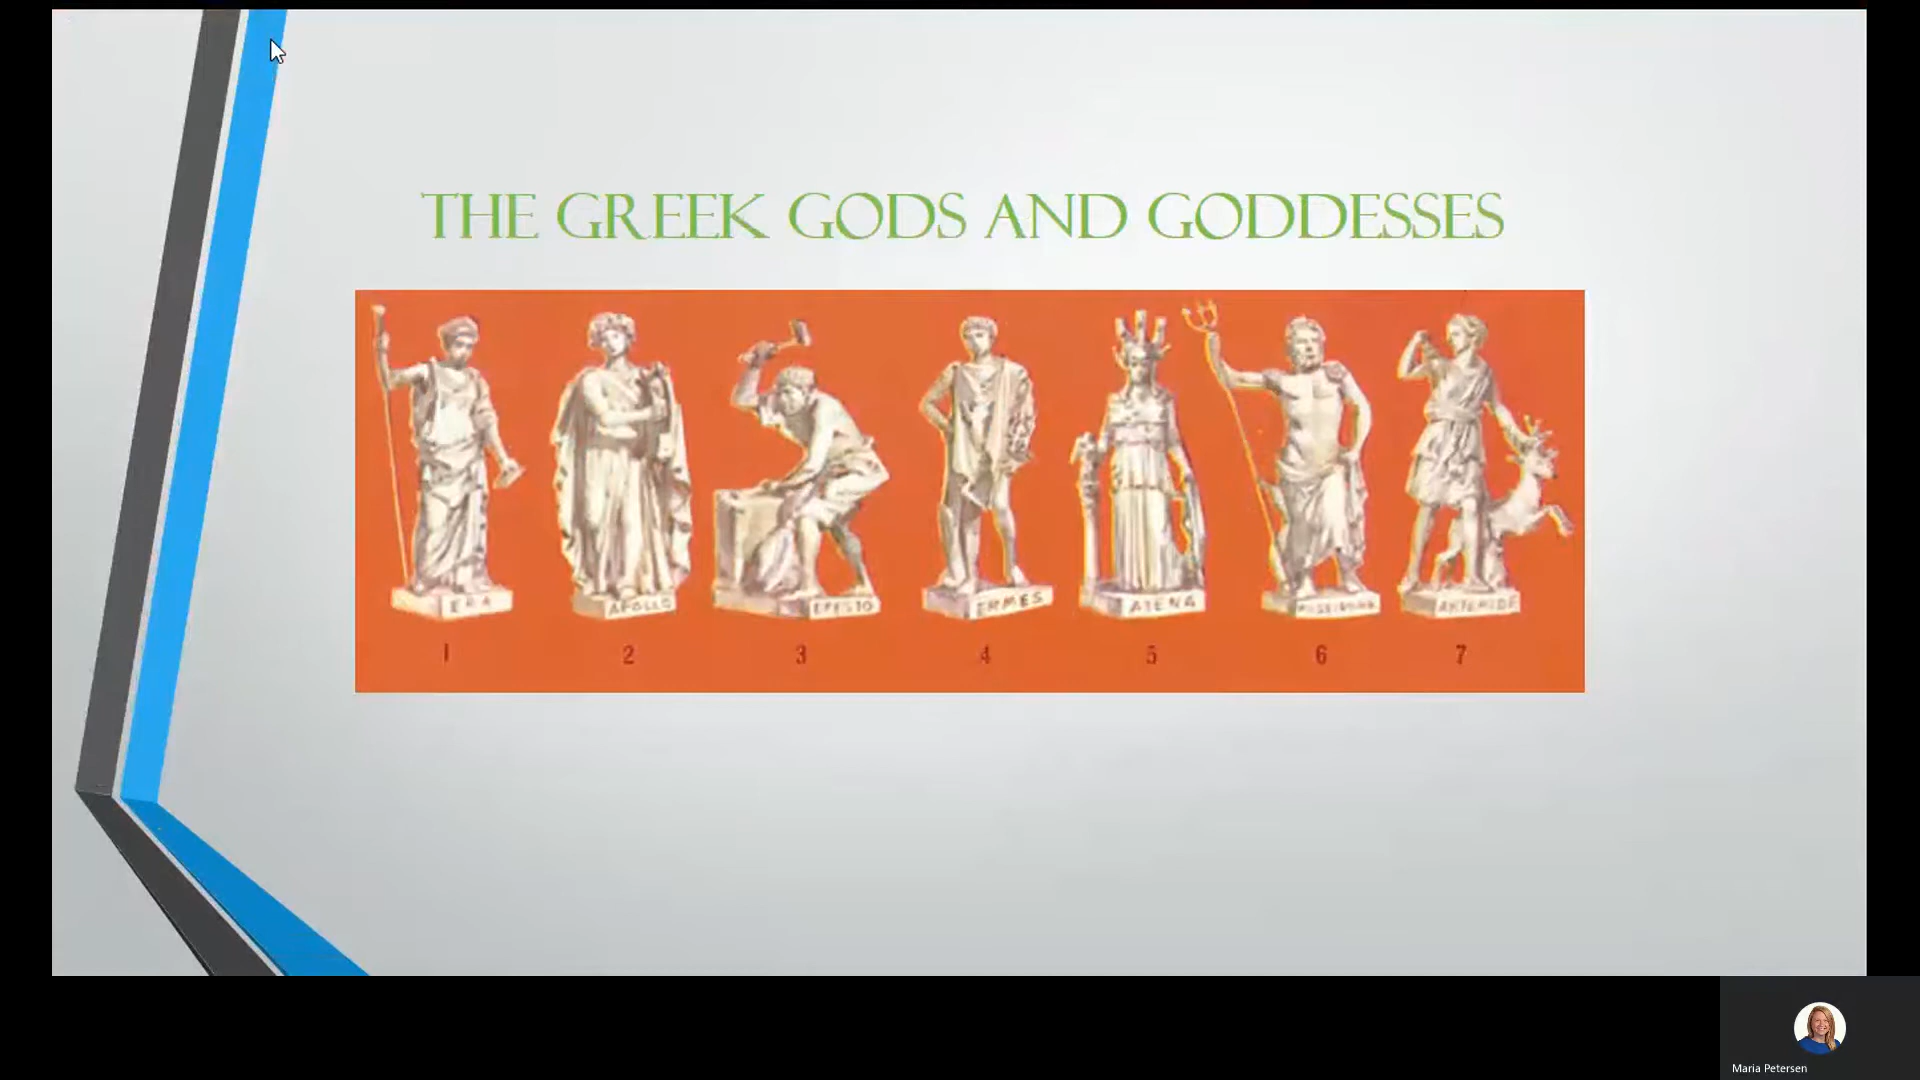 THE GREEK GODS AND GODDESSES
ERA APOLLO EFESTO ERMES ATENA POSEIDONE ARTEMIDE
1 2 3 4 5 6 7
Maria Petersen